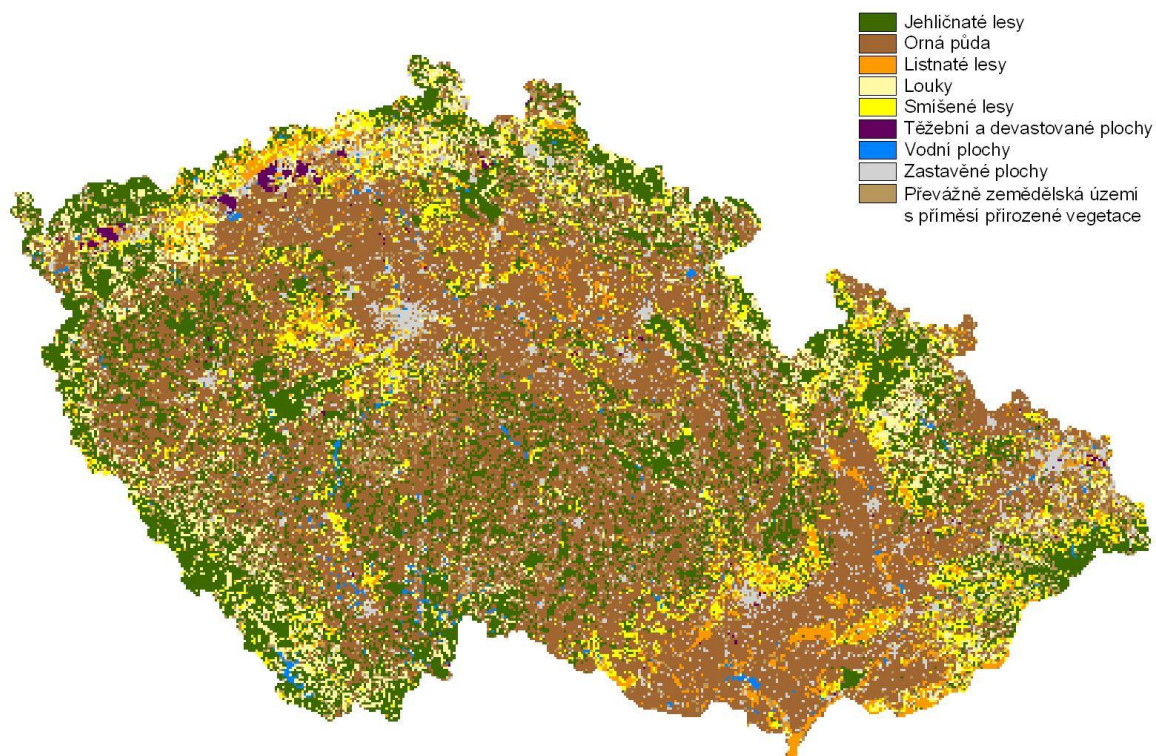 Jehličnaté lesy
Orná půda
Listnaté lesy
Louky
Smíšené lesy
Těžební a devastované plochy
Vodní plochy
Zastavěné plochy
Převážně zemědělská území
s příměsí přirozené vegetace